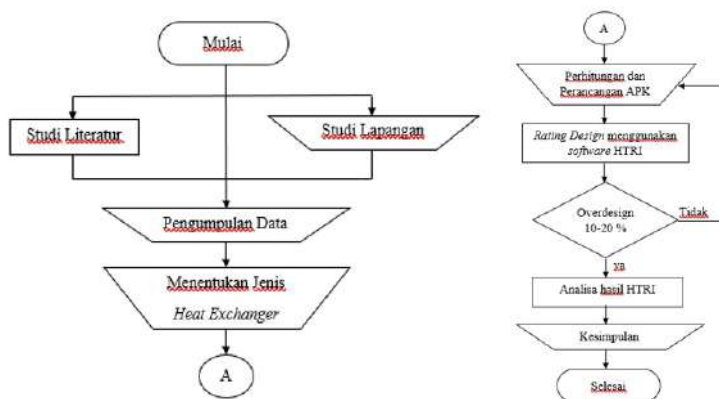 Mulai
Studi Literatur
Studi Lapangan
Pengumpulan Data
Menentukan Jenis
Heat Exchanger
A
A
Perhitungan dan
Perancangan APK
Rating Design menggunakan
software HTRI
Overdesign
10-20 %
Tidak
ya
Analisa hasil HTRI
Kesimpulan
Selesai